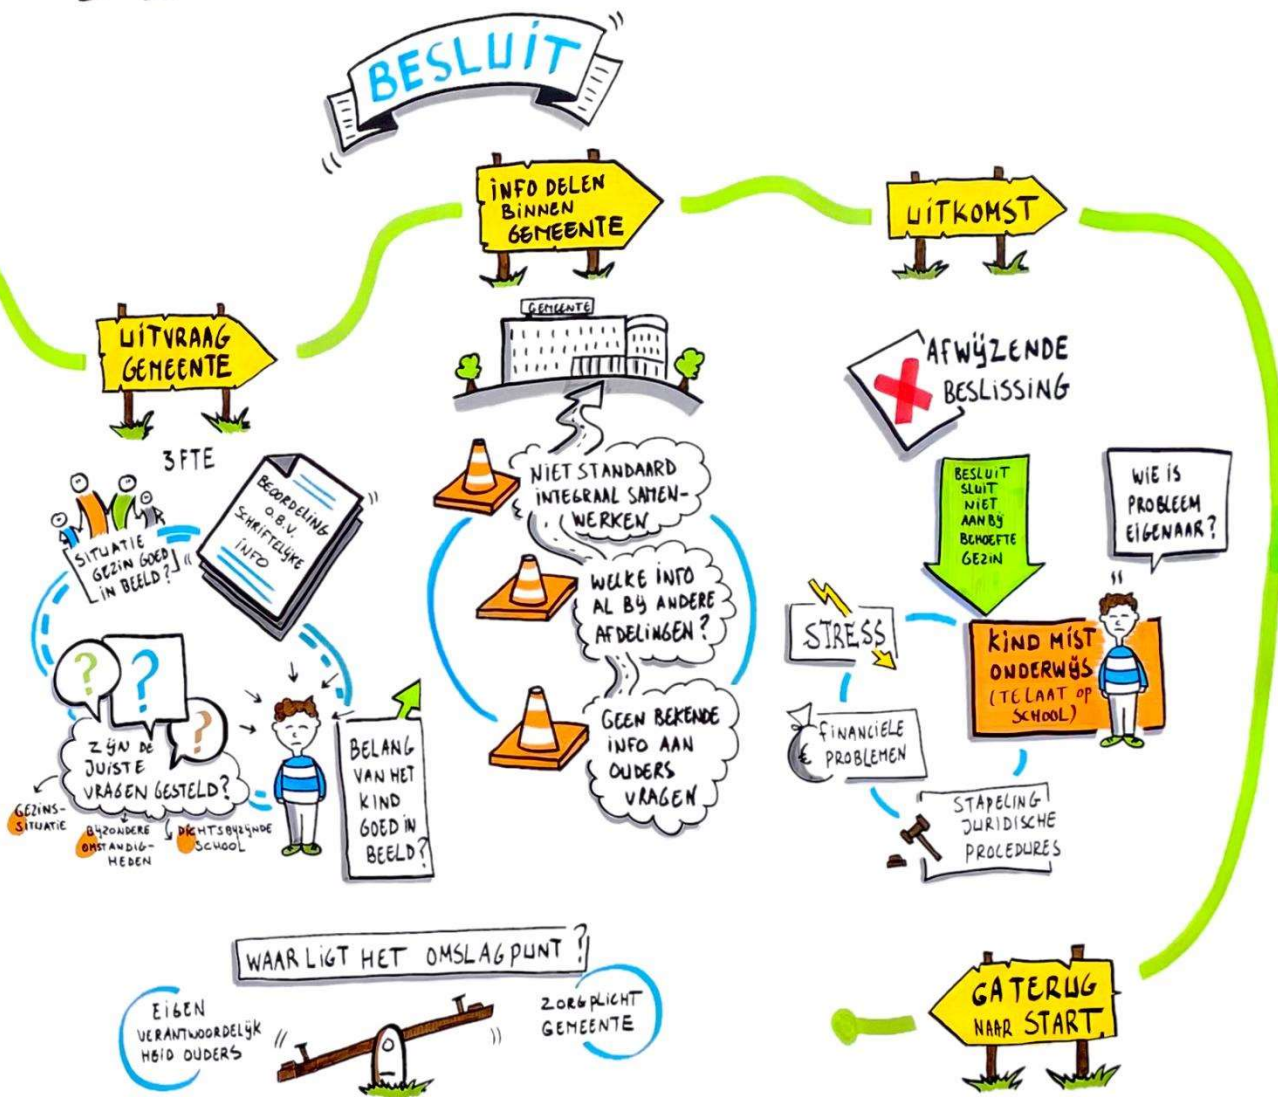 BESLUIT
UITVRAAG
GEMEENTE
3 FTE
SITUATIE
GEZIN GOED
IN BEELD?
BEOORDELING
O.B.V.
SCHRIFTELIJKE
INFO
?
?
?
ZIJN DE
JUISTE
VRAGEN GESTELD?
GEZINS-
SITUATIE
BIJZONDERE
OMSTANDIG-
HEDEN
DICHTSBIJZIJNDE
SCHOOL
BELANG
VAN HET
KIND
GOED IN
BEELD?
INFO DELEN
BINNEN
GEMEENTE
GEMEENTE
NIET STANDAARD
INTEGRAAL SAMEN-
WERKEN
WELKE INFO
AL BIJ ANDERE
AFDELINGEN?
GEEN BEKENDE
INFO AAN
OUDERS
VRAGEN
UITKOMST
AFWIJZENDE
BESLISSING
BESLUIT
SLUIT
NIET
AAN BIJ
BEHOEFTE
GEZIN
WIE IS
PROBLEEM
EIGENAAR?
KIND MIST
ONDERWIJS
(TE LAAT OP
SCHOOL)
STRESS
€
FINANCIELE
PROBLEMEN
STAPELING
JURIDISCHE
PROCEDURES
WAAR LIGT HET OMSLAGPUNT?
EIGEN
VERANTWOORDELIJK
HEID OUDERS
ZORGPLICHT
GEMEENTE
GA TERUG
NAAR START